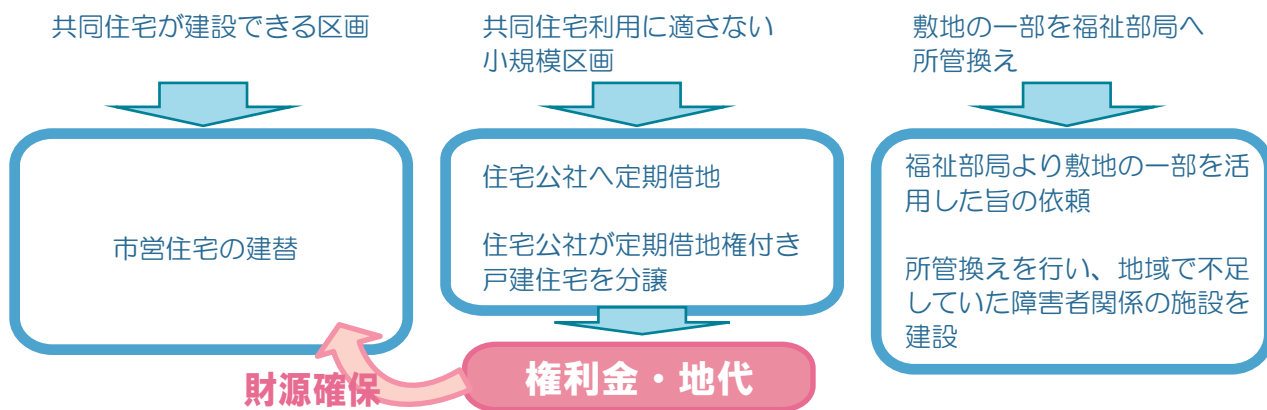 共同住宅が建設できる区画
市営住宅の建替
共同住宅利用に適さない
小規模区画
住宅公社へ定期借地
住宅公社が定期借地権付き
戸建住宅を分譲
権利金・地代
財源確保
敷地の一部を福祉部局へ
所管換え
福祉部局より敷地の一部を活
用した旨の依頼
所管換えを行い、地域で不足
していた障害者関係の施設を
建設